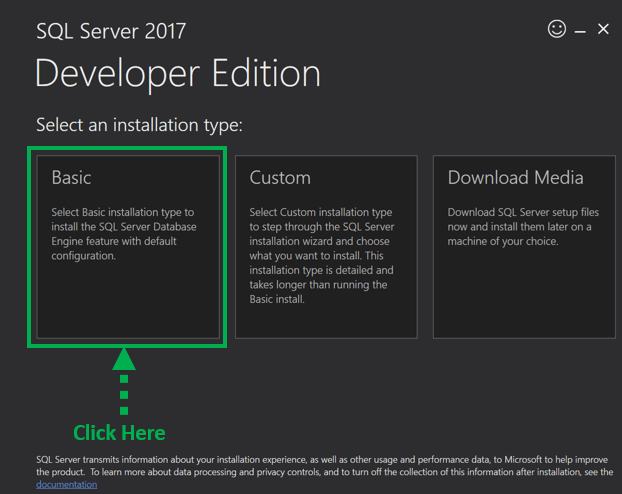 SQL Server 2017
Developer Edition
Select an installation type:
Basic
Select Basic installation type to
install the SQL Server Database
Engine feature with default
configuration.
Custom
Select Custom installation type
to step through the SQL Server
installation wizard and choose
what you want to install. This
installation type is detailed and
takes longer than running the
Basic install.
Download Media
Download SQL Server setup files
now and install them later on a
machine of your choice.
Click Here
SQL Server transmits information about your installation experience, as well as other usage and performance data, to Microsoft to help improve
the product. To learn more about data processing and privacy controls, and to turn off the collection of this information after installation, see the
documentation